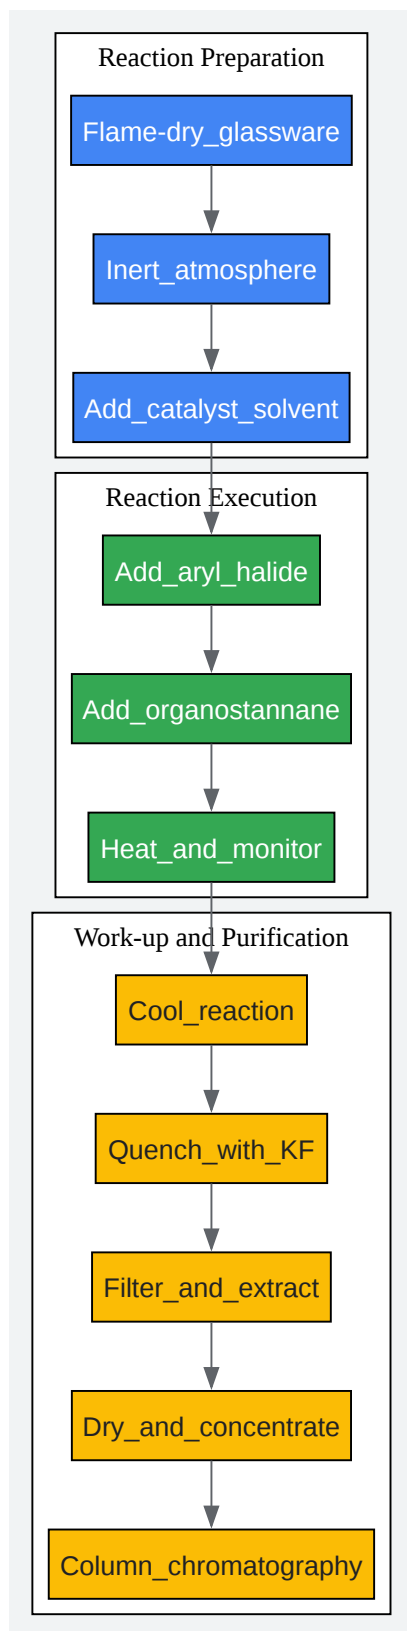 Reaction Preparation
Flame-dry_glassware
Inert_atmosphere
Add_catalyst_solvent
Reaction Execution
Add_aryl_halide
Add_organostannane
Heat_and_monitor
Work-up and Purification
Cool_reaction
Quench_with_KF
Filter_and_extract
Dry_and_concentrate
Column_chromatography